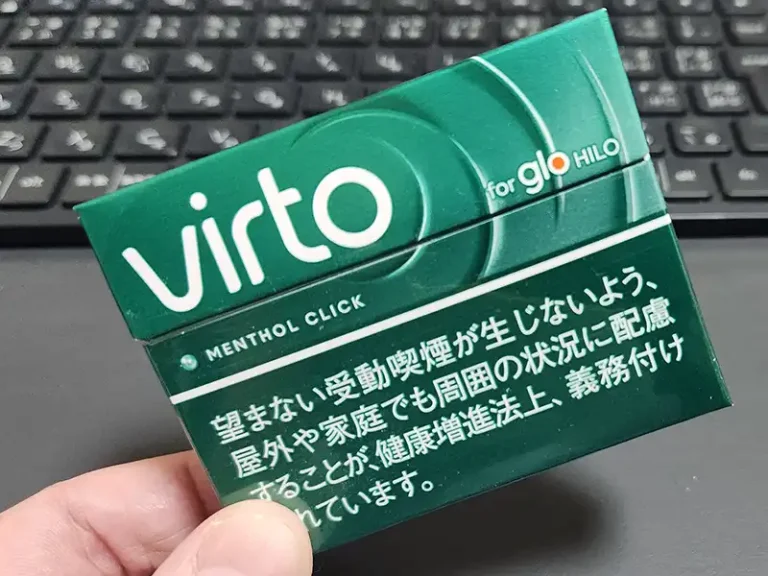 virto
for glo HILO
MENTHOL CLICK
望まない受動喫煙が生じないよう、
屋外や家庭でも周囲の状況に配慮
することが、健康増進法上、義務付け
れています。